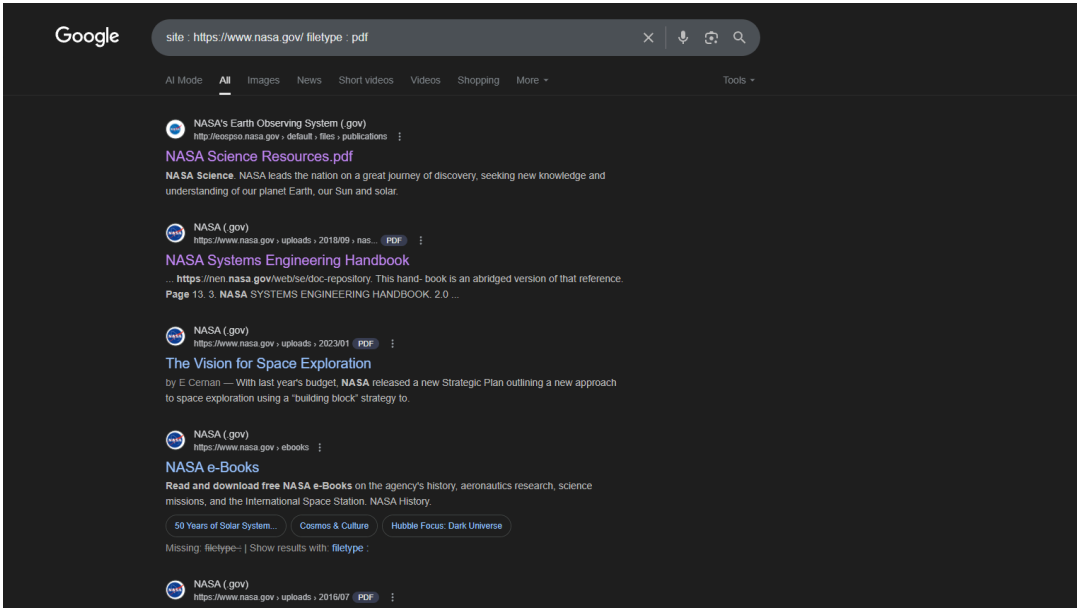 Google
site : https://www.nasa.gov/ filetype : pdf
AI Mode All Images News Short videos Videos Shopping More Tools
NASA's Earth Observing System (.gov)
http://eospso.nasa.gov › default › files › publications
NASA Science Resources.pdf
NASA Science. NASA leads the nation on a great journey of discovery, seeking new knowledge and
understanding of our planet Earth, our Sun and solar.
NASA (.gov)
https://www.nasa.gov › uploads › 2018/09 › nas... PDF
NASA Systems Engineering Handbook
... https://nen.nasa.gov/web/se/doc-repository. This hand- book is an abridged version of that reference.
Page 13. 3. NASA SYSTEMS ENGINEERING HANDBOOK. 2.0 ...
NASA (.gov)
https://www.nasa.gov › uploads › 2023/01 PDF
The Vision for Space Exploration
by E Cernan — With last year's budget, NASA released a new Strategic Plan outlining a new approach
to space exploration using a "building block" strategy to.
NASA (.gov)
https://www.nasa.gov › ebooks
NASA e-Books
Read and download free NASA e-Books on the agency's history, aeronautics research, science
missions, and the International Space Station. NASA History.
50 Years of Solar System... Cosmos & Culture Hubble Focus: Dark Universe
Missing: filetype : | Show results with: filetype :
NASA (.gov)
https://www.nasa.gov › uploads › 2016/07 PDF